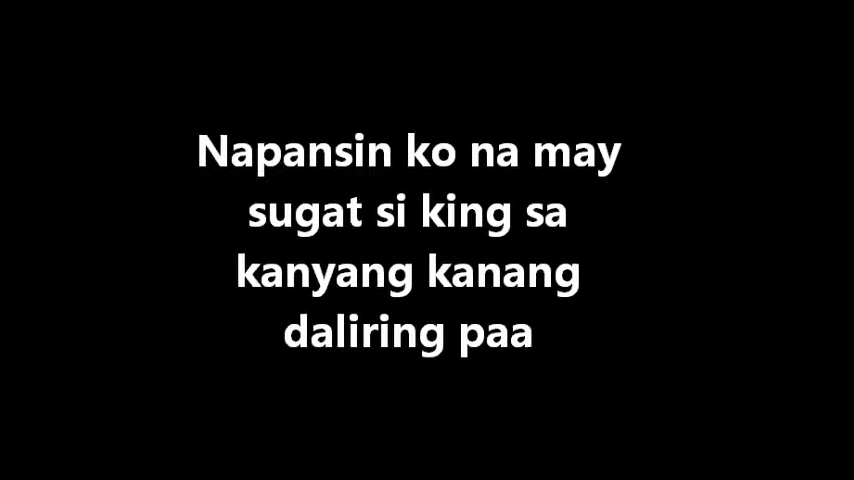 Napansin ko na may
sugat si king sa
kanyang kanang
daliring paa